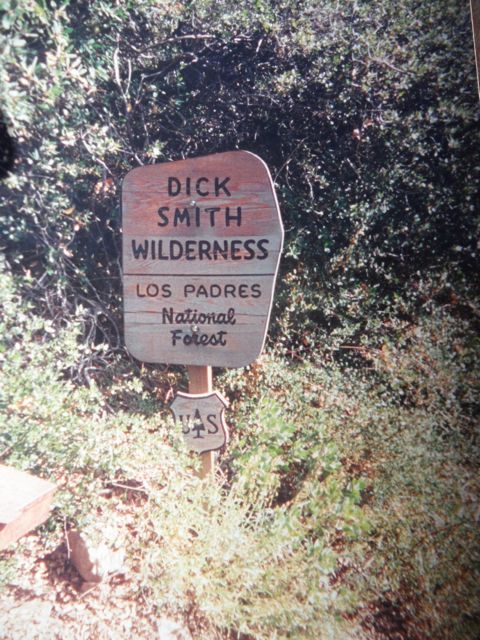 DICK
SMITH
WILDERNESS
LOS PADRES
National
Forest
US